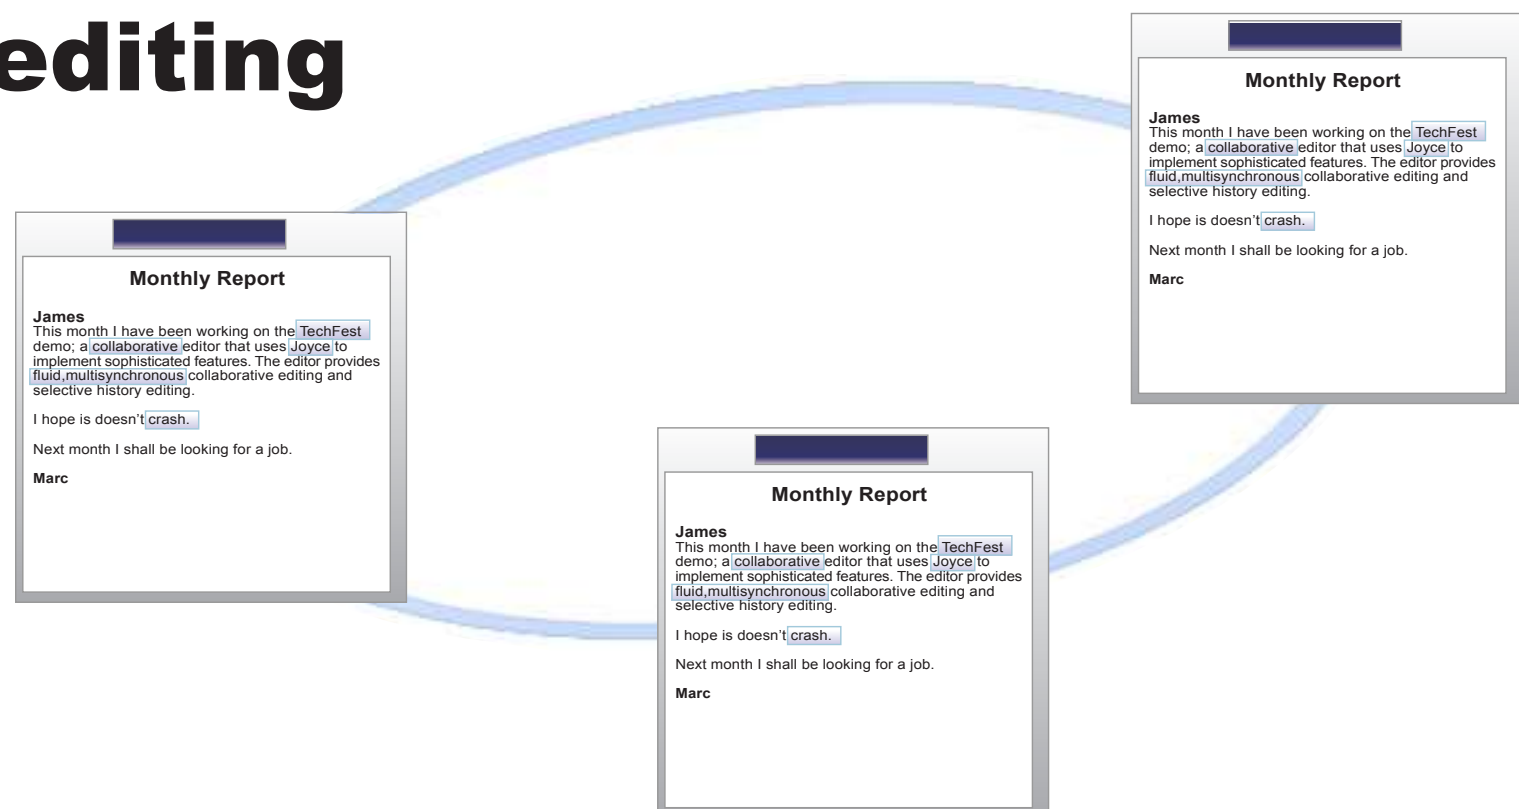 editing
Monthly Report
James
This month I have been working on the TechFest
demo; a collaborative editor that uses Joyce to
implement sophisticated features. The editor provides
fluid,multisynchronous collaborative editing and
selective history editing.
I hope is doesn't crash.
Next month I shall be looking for a job.
Marc
Monthly Report
James
This month I have been working on the TechFest
demo; a collaborative editor that uses Joyce to
implement sophisticated features. The editor provides
fluid,multisynchronous collaborative editing and
selective history editing.
I hope is doesn't crash.
Next month I shall be looking for a job.
Marc
Monthly Report
James
This month I have been working on the TechFest
demo; a collaborative editor that uses Joyce to
implement sophisticated features. The editor provides
fluid,multisynchronous collaborative editing and
selective history editing.
I hope is doesn't crash.
Next month I shall be looking for a job.
Marc